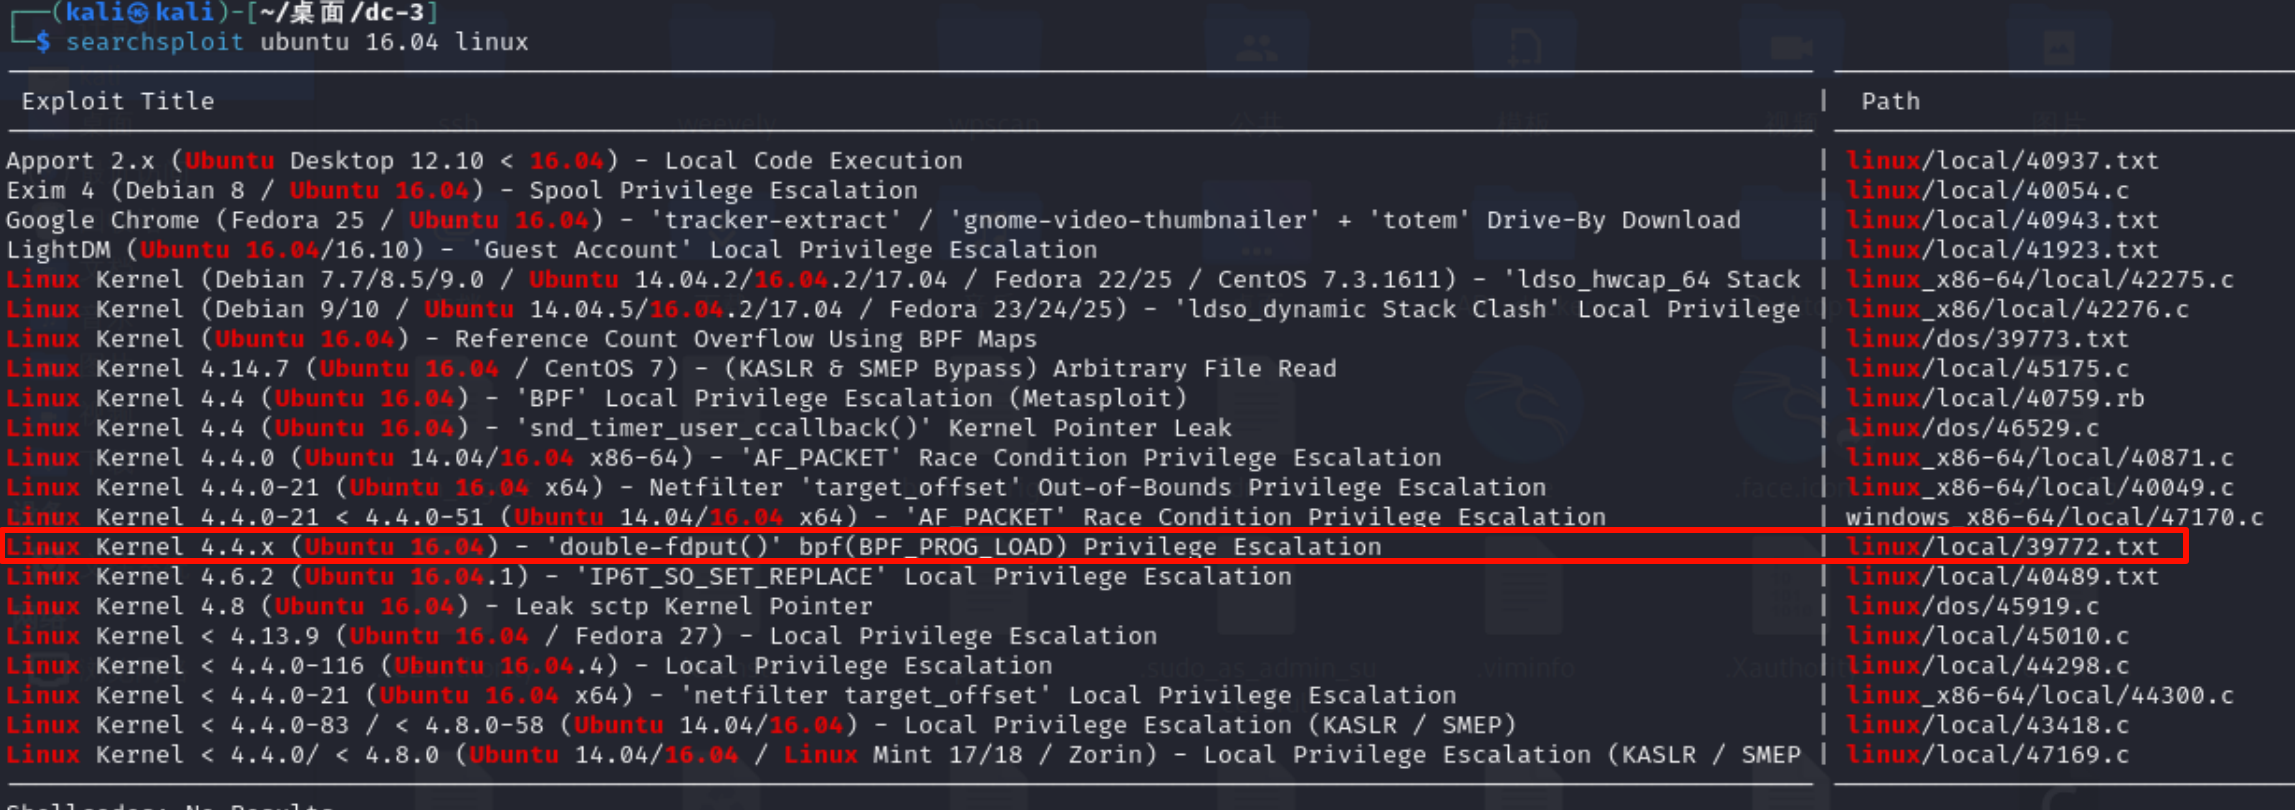 ┌──(kali㉿kali)-[~/桌面/dc-3]
└─$ searchsploit ubuntu 16.04 linux
Exploit Title | Path
Apport 2.x (Ubuntu Desktop 12.10 < 16.04) - Local Code Execution | linux/local/40937.txt
Exim 4 (Debian 8 / Ubuntu 16.04) - Spool Privilege Escalation | linux/local/40054.c
Google Chrome (Fedora 25 / Ubuntu 16.04) - 'tracker-extract' / 'gnome-video-thumbnailer' + 'totem' Drive-By Download | linux/local/40943.txt
LightDM (Ubuntu 16.04/16.10) - 'Guest Account' Local Privilege Escalation | linux/local/41923.txt
Linux Kernel (Debian 7.7/8.5/9.0 / Ubuntu 14.04.2/16.04.2/17.04 / Fedora 22/25 / CentOS 7.3.1611) - 'ldso_hwcap_64 Stack | linux_x86-64/local/42275.c
Linux Kernel (Debian 9/10 / Ubuntu 14.04.5/16.04.2/17.04 / Fedora 23/24/25) - 'ldso_dynamic Stack Clash' Local Privilege | linux_x86/local/42276.c
Linux Kernel (Ubuntu 16.04) - Reference Count Overflow Using BPF Maps | linux/dos/39773.txt
Linux Kernel 4.14.7 (Ubuntu 16.04 / CentOS 7) - (KASLR & SMEP Bypass) Arbitrary File Read | linux/local/45175.c
Linux Kernel 4.4 (Ubuntu 16.04) - 'BPF' Local Privilege Escalation (Metasploit) | linux/local/40759.rb
Linux Kernel 4.4 (Ubuntu 16.04) - 'snd_timer_user_ccallback()' Kernel Pointer Leak | linux/dos/46529.c
Linux Kernel 4.4.0 (Ubuntu 14.04/16.04 x86-64) - 'AF_PACKET' Race Condition Privilege Escalation | linux_x86-64/local/40871.c
Linux Kernel 4.4.0-21 (Ubuntu 16.04 x64) - Netfilter 'target_offset' Out-of-Bounds Privilege Escalation | linux_x86-64/local/40049.c
Linux Kernel 4.4.0-21 < 4.4.0-51 (Ubuntu 14.04/16.04 x64) - 'AF_PACKET' Race Condition Privilege Escalation | windows_x86-64/local/47170.c
Linux Kernel 4.4.x (Ubuntu 16.04) - 'double-fdput()' bpf(BPF_PROG_LOAD) Privilege Escalation | linux/local/39772.txt
Linux Kernel 4.6.2 (Ubuntu 16.04.1) - 'IP6T_SO_SET_REPLACE' Local Privilege Escalation | linux/local/40489.txt
Linux Kernel 4.8 (Ubuntu 16.04) - Leak sctp Kernel Pointer | linux/dos/45919.c
Linux Kernel < 4.13.9 (Ubuntu 16.04 / Fedora 27) - Local Privilege Escalation | linux/local/45010.c
Linux Kernel < 4.4.0-116 (Ubuntu 16.04.4) - Local Privilege Escalation | linux/local/44298.c
Linux Kernel < 4.4.0-21 (Ubuntu 16.04 x64) - 'netfilter target_offset' Local Privilege Escalation | linux_x86-64/local/44300.c
Linux Kernel < 4.4.0-83 / < 4.8.0-58 (Ubuntu 14.04/16.04) - Local Privilege Escalation (KASLR / SMEP) | linux/local/43418.c
Linux Kernel < 4.4.0/ < 4.8.0 (Ubuntu 14.04/16.04 / Linux Mint 17/18 / Zorin) - Local Privilege Escalation (KASLR / SMEP | linux/local/47169.c